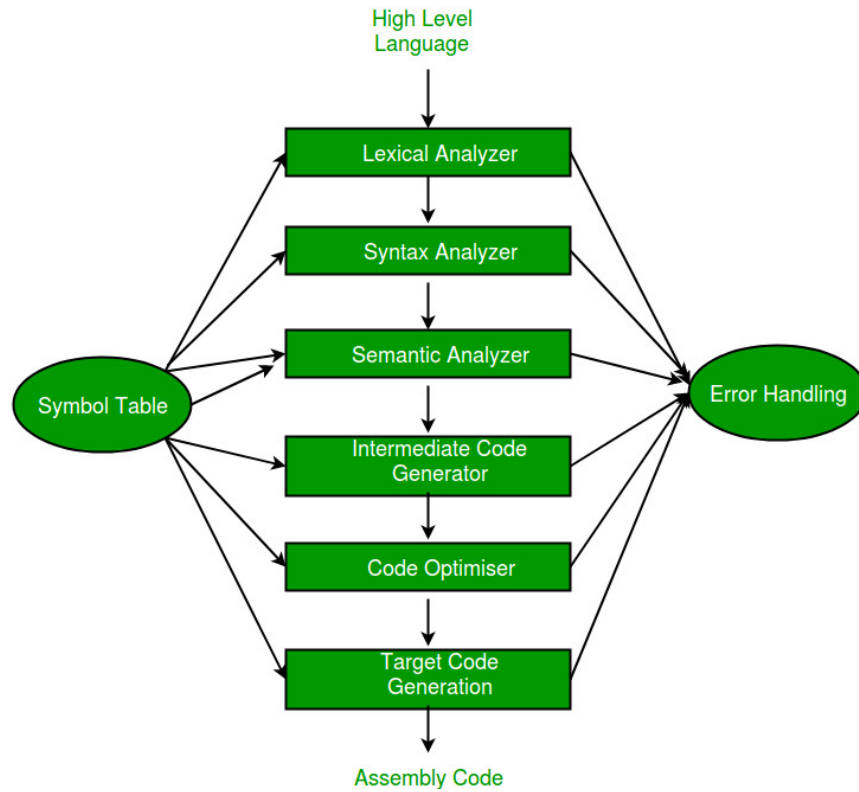 High Level
Language
Lexical Analyzer
Syntax Analyzer
Semantic Analyzer
Symbol Table
Error Handling
Intermediate Code
Generator
Code Optimiser
Target Code
Generation
Assembly Code